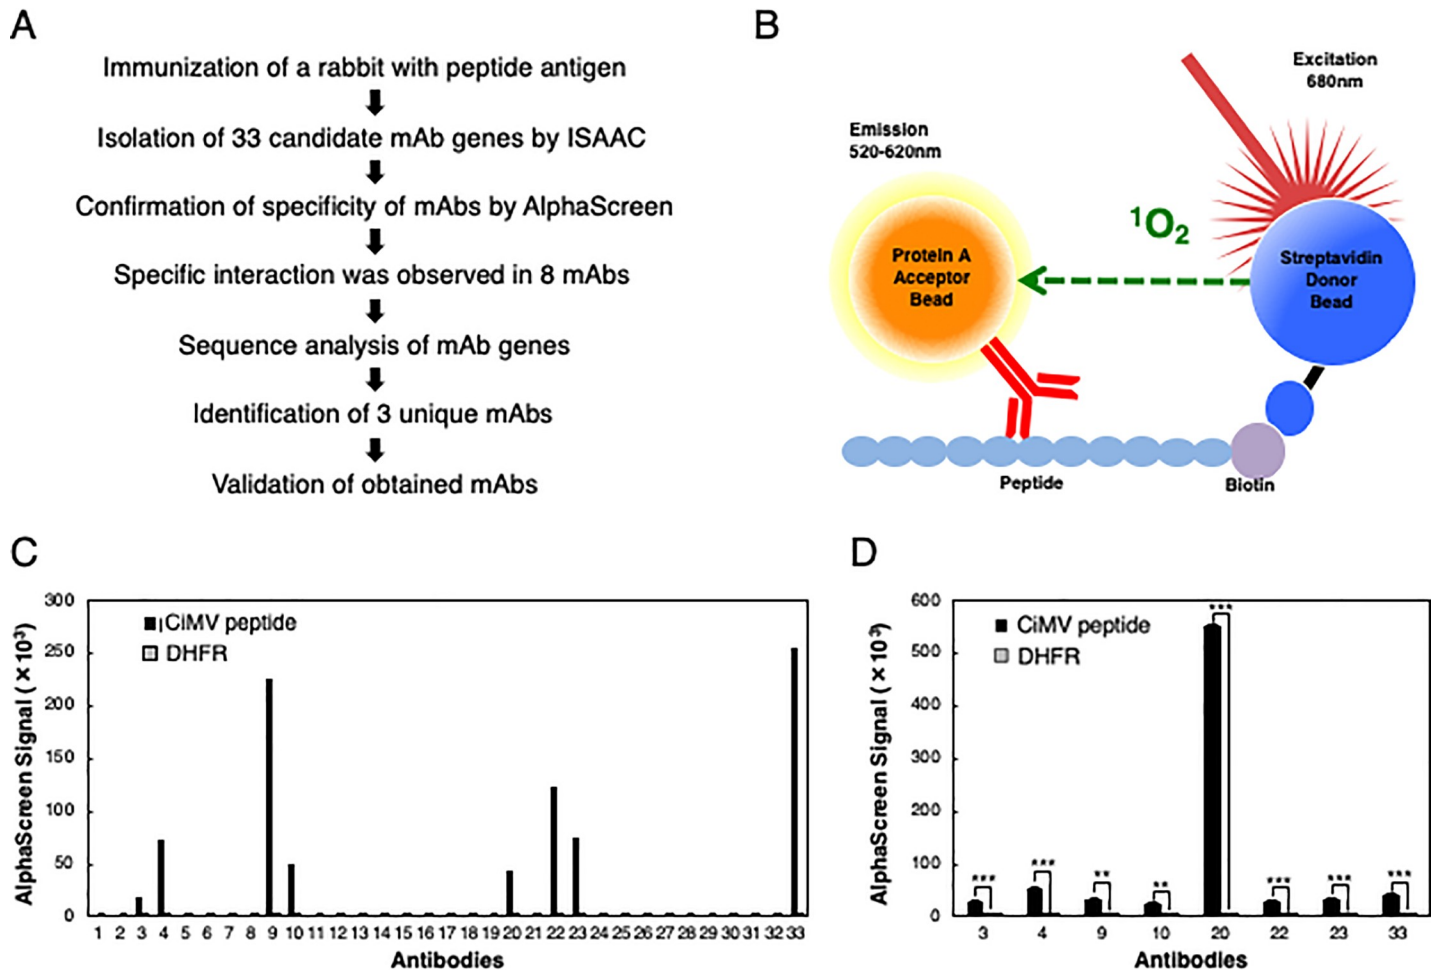 A
Immunization of a rabbit with peptide antigen
Isolation of 33 candidate mAb genes by ISAAC
Confirmation of specificity of mAbs by AlphaScreen
Specific interaction was observed in 8 mAbs
Sequence analysis of mAb genes
Identification of 3 unique mAbs
Validation of obtained mAbs
B
Excitation
680nm
Emission
520-620nm
¹O₂
Protein A
Acceptor
Bead
Streptavidin
Donor
Bead
Peptide
Biotin
C
AlphaScreen Signal (×10³)
300
250
200
150
100
50
0
CiMV peptide
DHFR
1 2 3 4 5 6 7 8 9 10 11 12 13 14 15 16 17 18 19 20 21 22 23 24 25 26 27 28 29 30 31 32 33
Antibodies
D
AlphaScreen Signal (×10³)
600
500
400
300
200
100
0
CiMV peptide
DHFR
*** *** ** ** *** *** *** ***
3 4 9 10 20 22 23 33
Antibodies